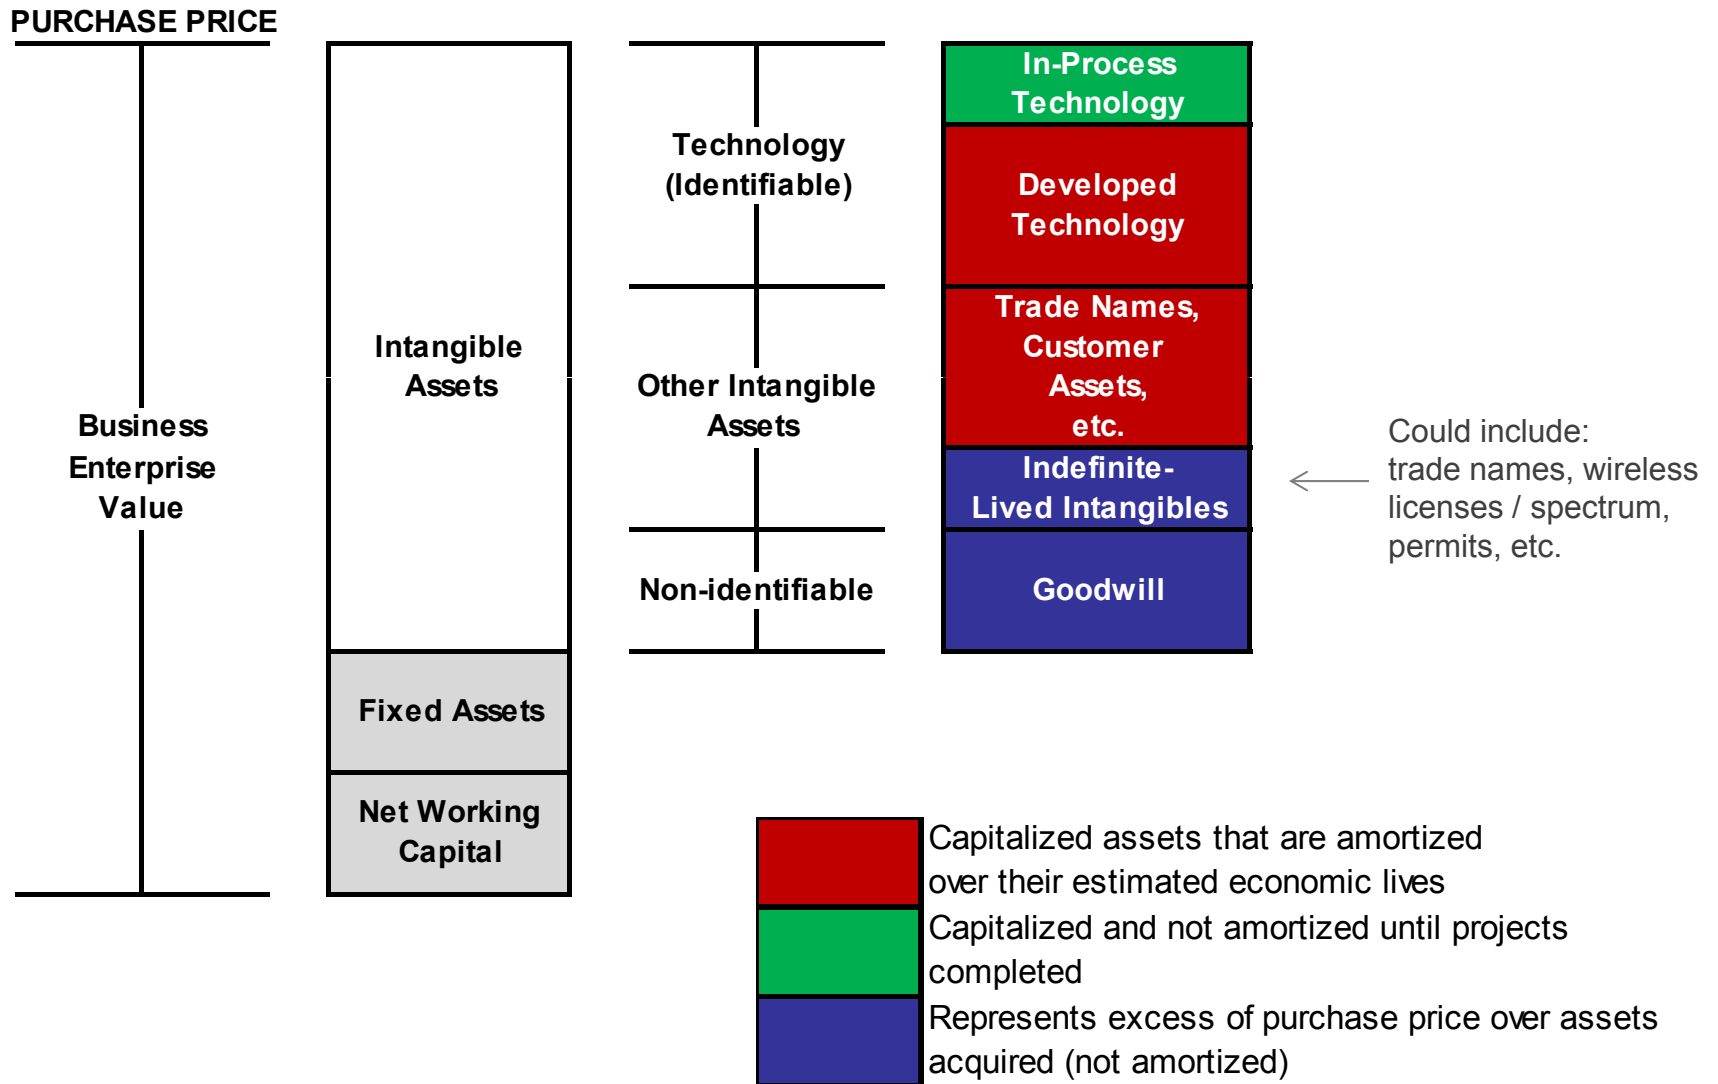 PURCHASE PRICE
Business
Enterprise
Value
Intangible
Assets
Fixed Assets
Net Working
Capital
Technology
(Identifiable)
Other Intangible
Assets
Non-identifiable
In-Process
Technology
Developed
Technology
Trade Names,
Customer
Assets,
etc.
Indefinite-
Lived Intangibles
Goodwill
Could include:
trade names, wireless
licenses / spectrum,
permits, etc.
Capitalized assets that are amortized
over their estimated economic lives
Capitalized and not amortized until projects
completed
Represents excess of purchase price over assets
acquired (not amortized)